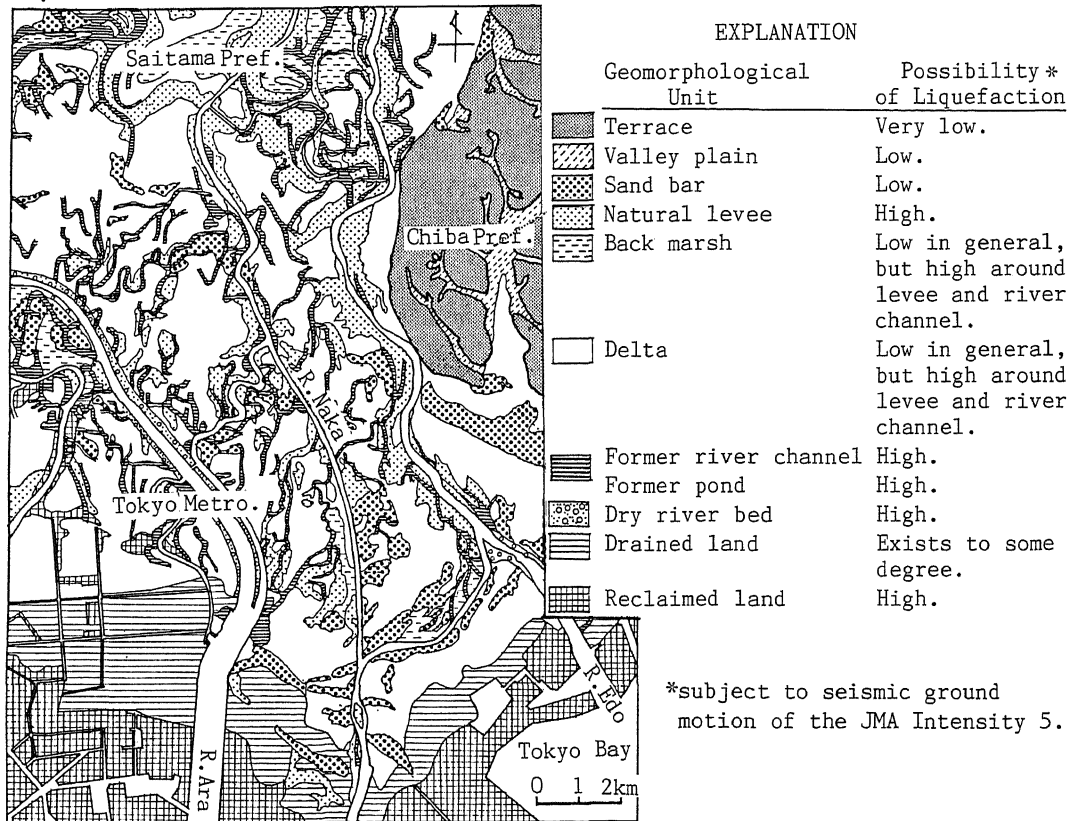 Saitama Pref.
Chiba Pref.
R. Naka
Tokyo Metro.
R. Edo
Tokyo Bay
R. Ara
0 1 2km
EXPLANATION
Geomorphological Unit
Possibility *
of Liquefaction
Terrace Very low.
Valley plain Low.
Sand bar Low.
Natural levee High.
Back marsh Low in general,
but high around
levee and river
channel.
Delta Low in general,
but high around
levee and river
channel.
Former river channel High.
Former pond High.
Dry river bed High.
Drained land Exists to some
degree.
Reclaimed land High.
*subject to seismic ground
motion of the JMA Intensity 5.